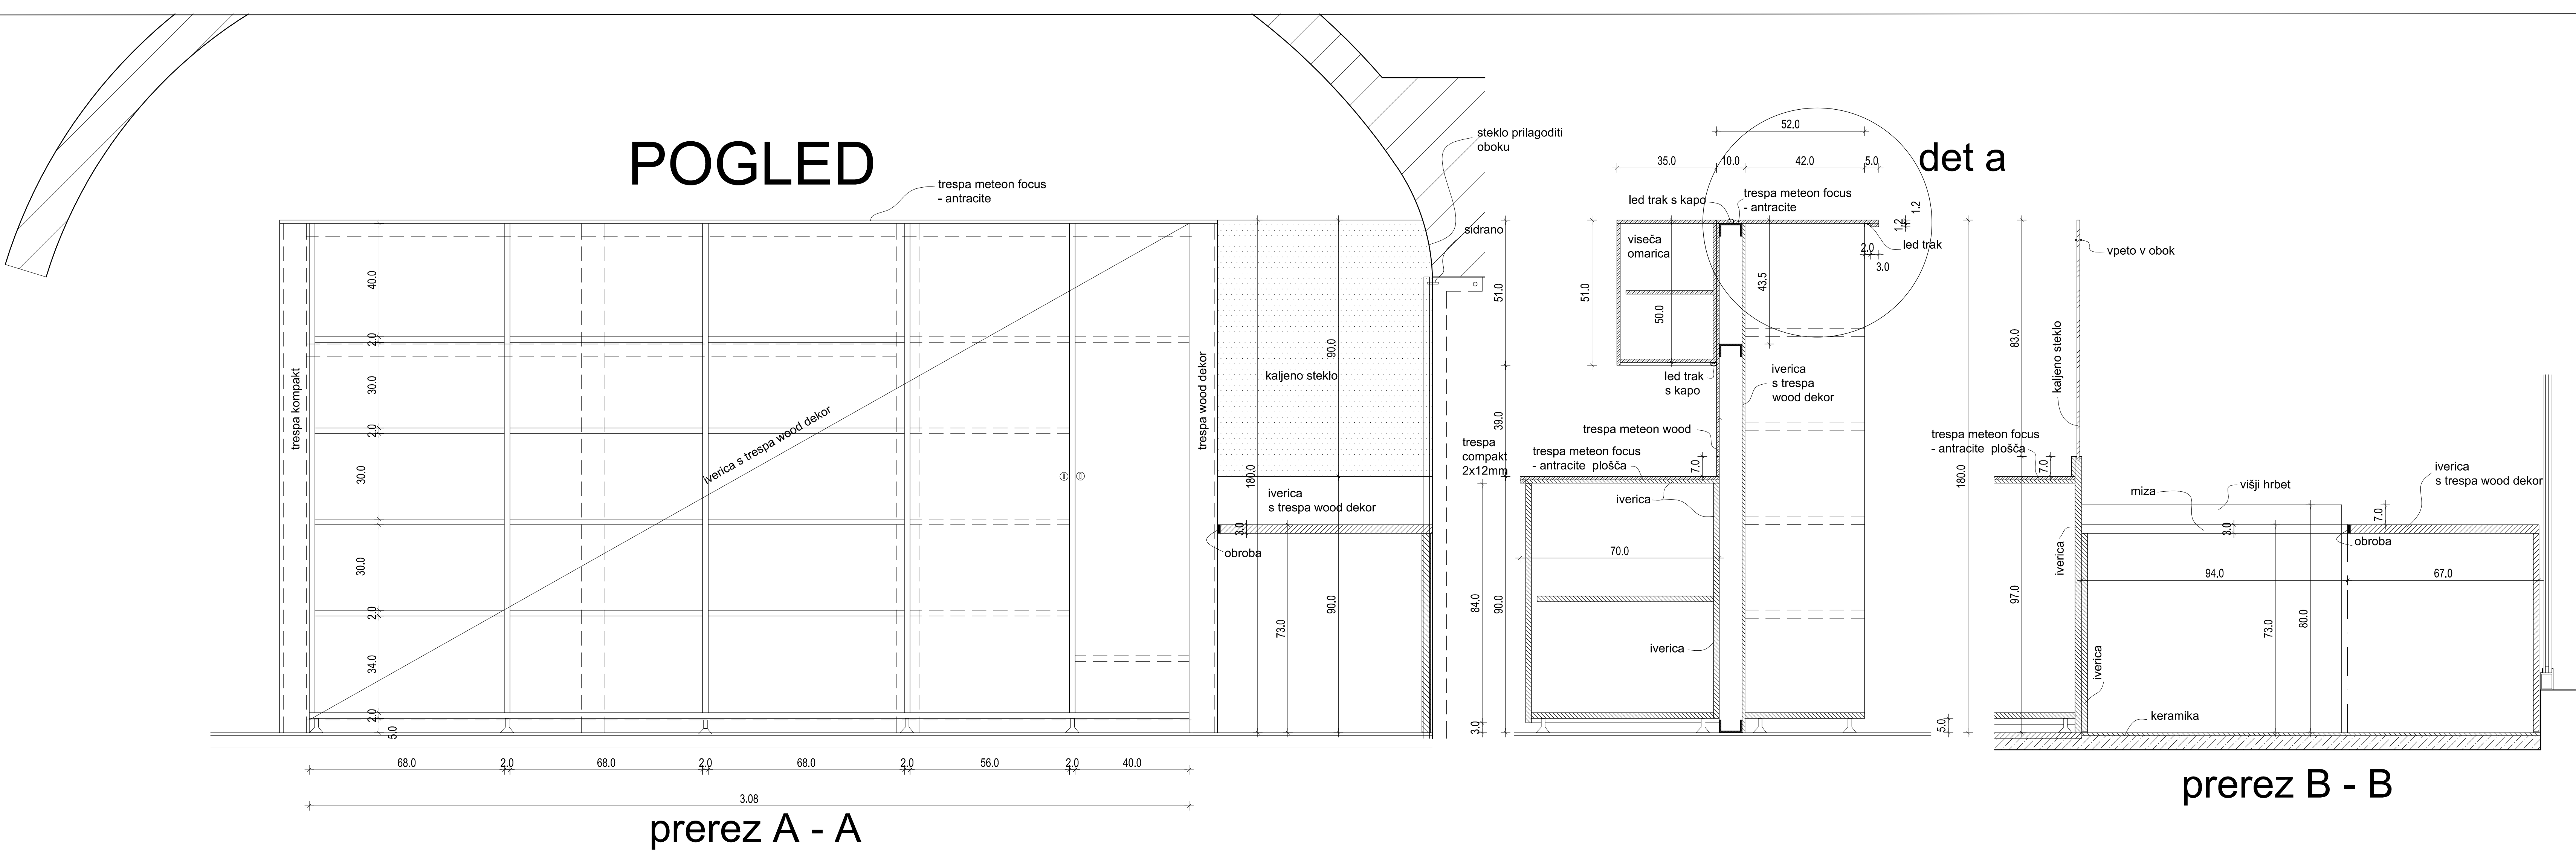 POGLED
det a
steklo prilagoditi
oboku
trespa meteon focus
- antracite
sidrano
trespa kompakt
iverica s trespa wood dekor
trespa wood dekor
kaljeno steklo
iverica
s trespa wood dekor
obroba
40.0
2.0
30.0
2.0
30.0
30.0
2.0
34.0
2.0
5.0
180.0
90.0
90.0
3.0
73.0
68.0
2.0
68.0
2.0
68.0
2.0
56.0
2.0
40.0
3.08
prerez A - A
52.0
35.0
10.0
42.0
5.0
led trak s kapo
trespa meteon focus
- antracite
1.2
1.2
led trak
2.0
3.0
viseča
omarica
51.0
51.0
50.0
43.5
led trak
s kapo
iverica
s trespa
wood dekor
39.0
trespa meteon wood
trespa
compakt
2x12mm
trespa meteon focus
- antracite plošča
7.0
iverica
70.0
84.0
90.0
iverica
3.0
5.0
180.0
vpeto v obok
83.0
kaljeno steklo
trespa meteon focus
- antracite plošča
7.0
miza
višji hrbet
iverica
s trespa wood dekor
7.0
3.0
obroba
iverica
94.0
67.0
97.0
73.0
80.0
iverica
keramika
prerez B - B